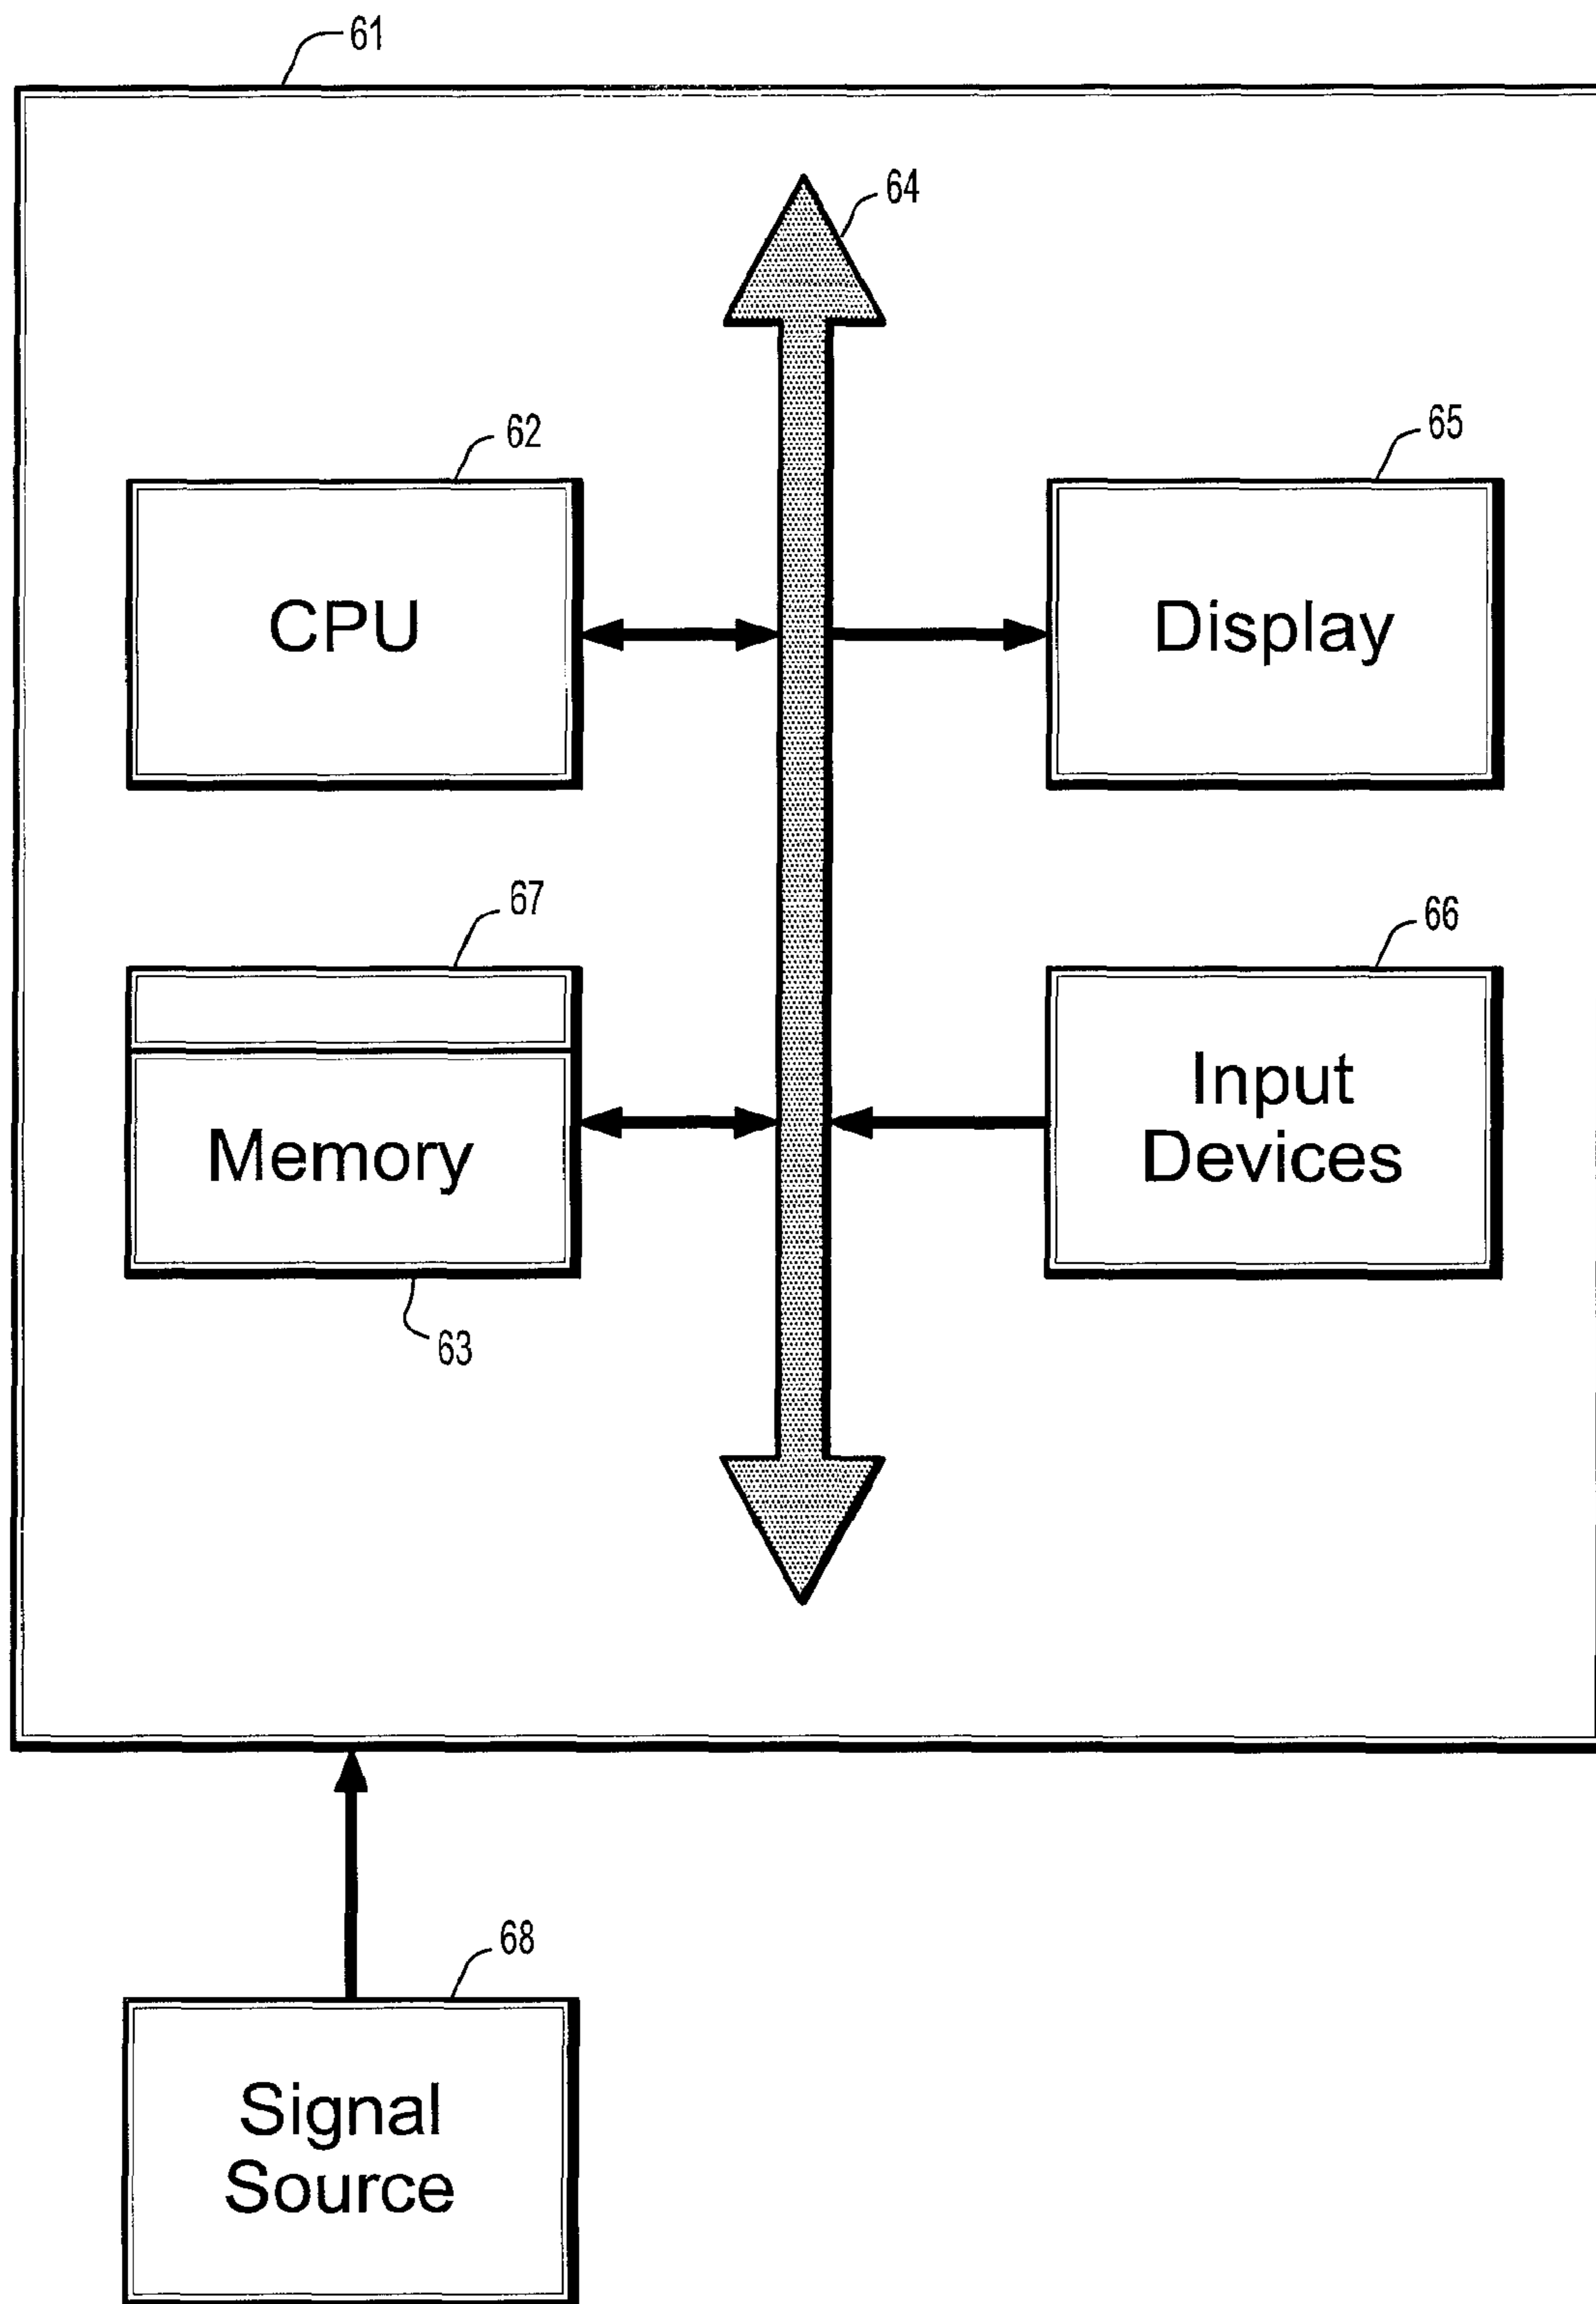 61
64
62
65
CPU
Display
67
66
Memory
Input
Devices
63
68
Signal
Source